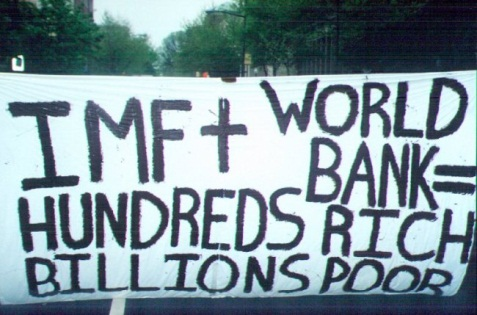 IMF + WORLD
BANK =
HUNDREDS RICH
BILLIONS POOR